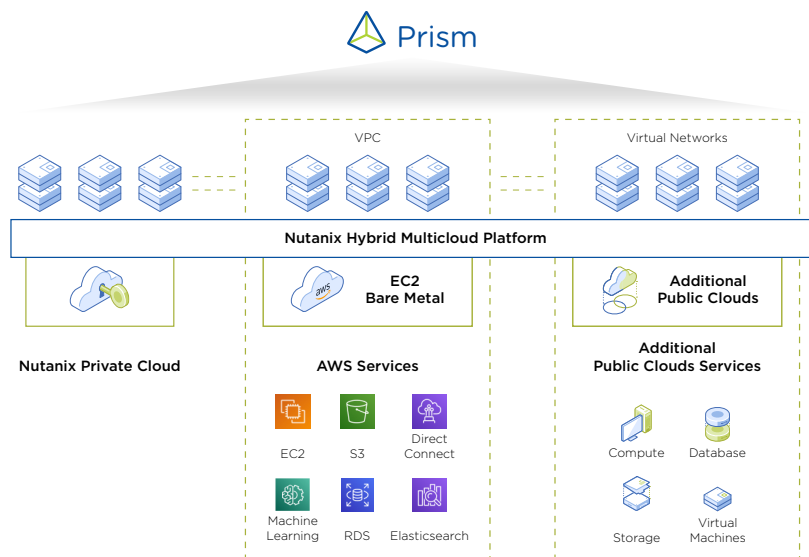 Prism
VPC
Virtual Networks
Nutanix Hybrid Multicloud Platform
aws
EC2
Bare Metal
Additional
Public Clouds
Nutanix Private Cloud
AWS Services
Additional
Public Clouds Services
EC2
S3
Direct
Connect
Compute
Database
Machine
Learning
RDS
Elasticsearch
Storage
Virtual
Machines